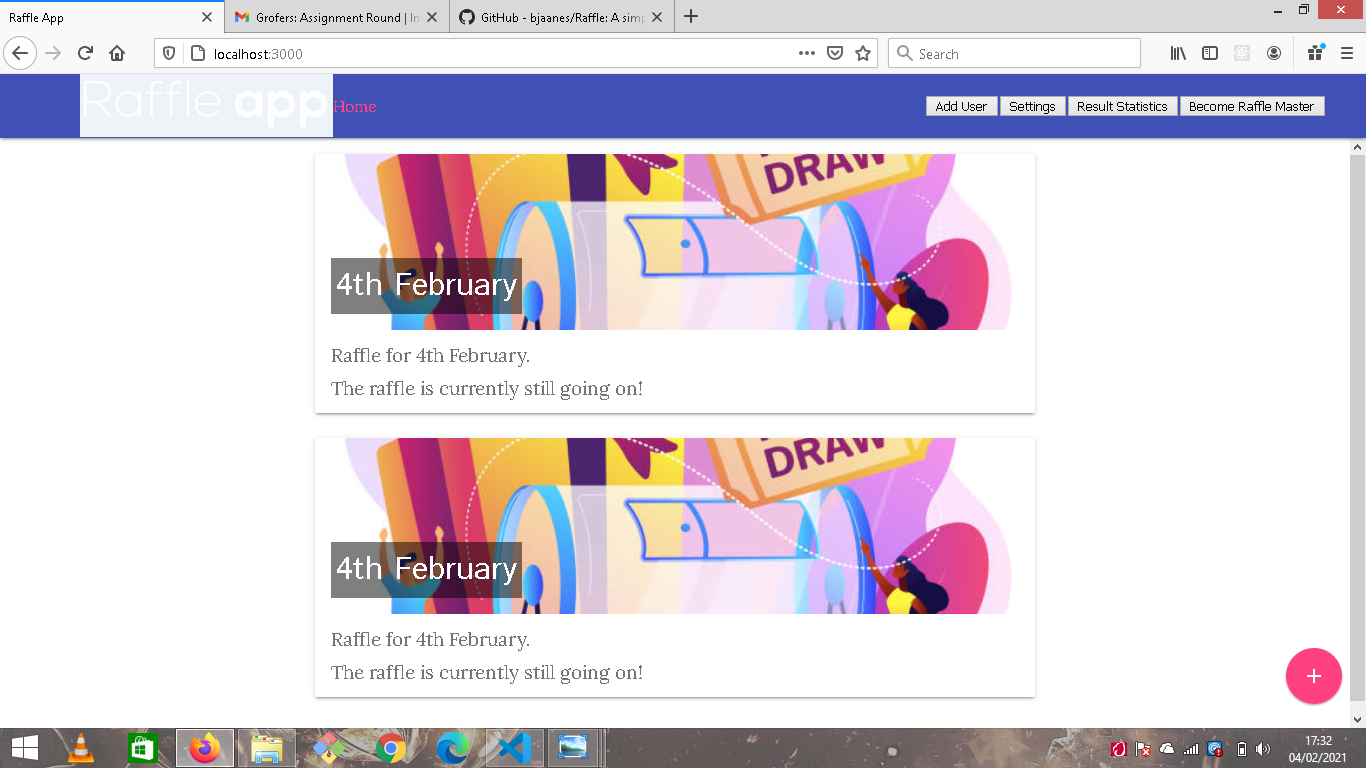 Raffle App
Grofers: Assignment Round | In
GitHub - bjaanes/Raffle: A simp
localhost:3000
Search
Raffle app
Home
Add User
Settings
Result Statistics
Become Raffle Master
DRAW
4th February
Raffle for 4th February.
The raffle is currently still going on!
DRAW
4th February
Raffle for 4th February.
The raffle is currently still going on!
17:32
04/02/2021